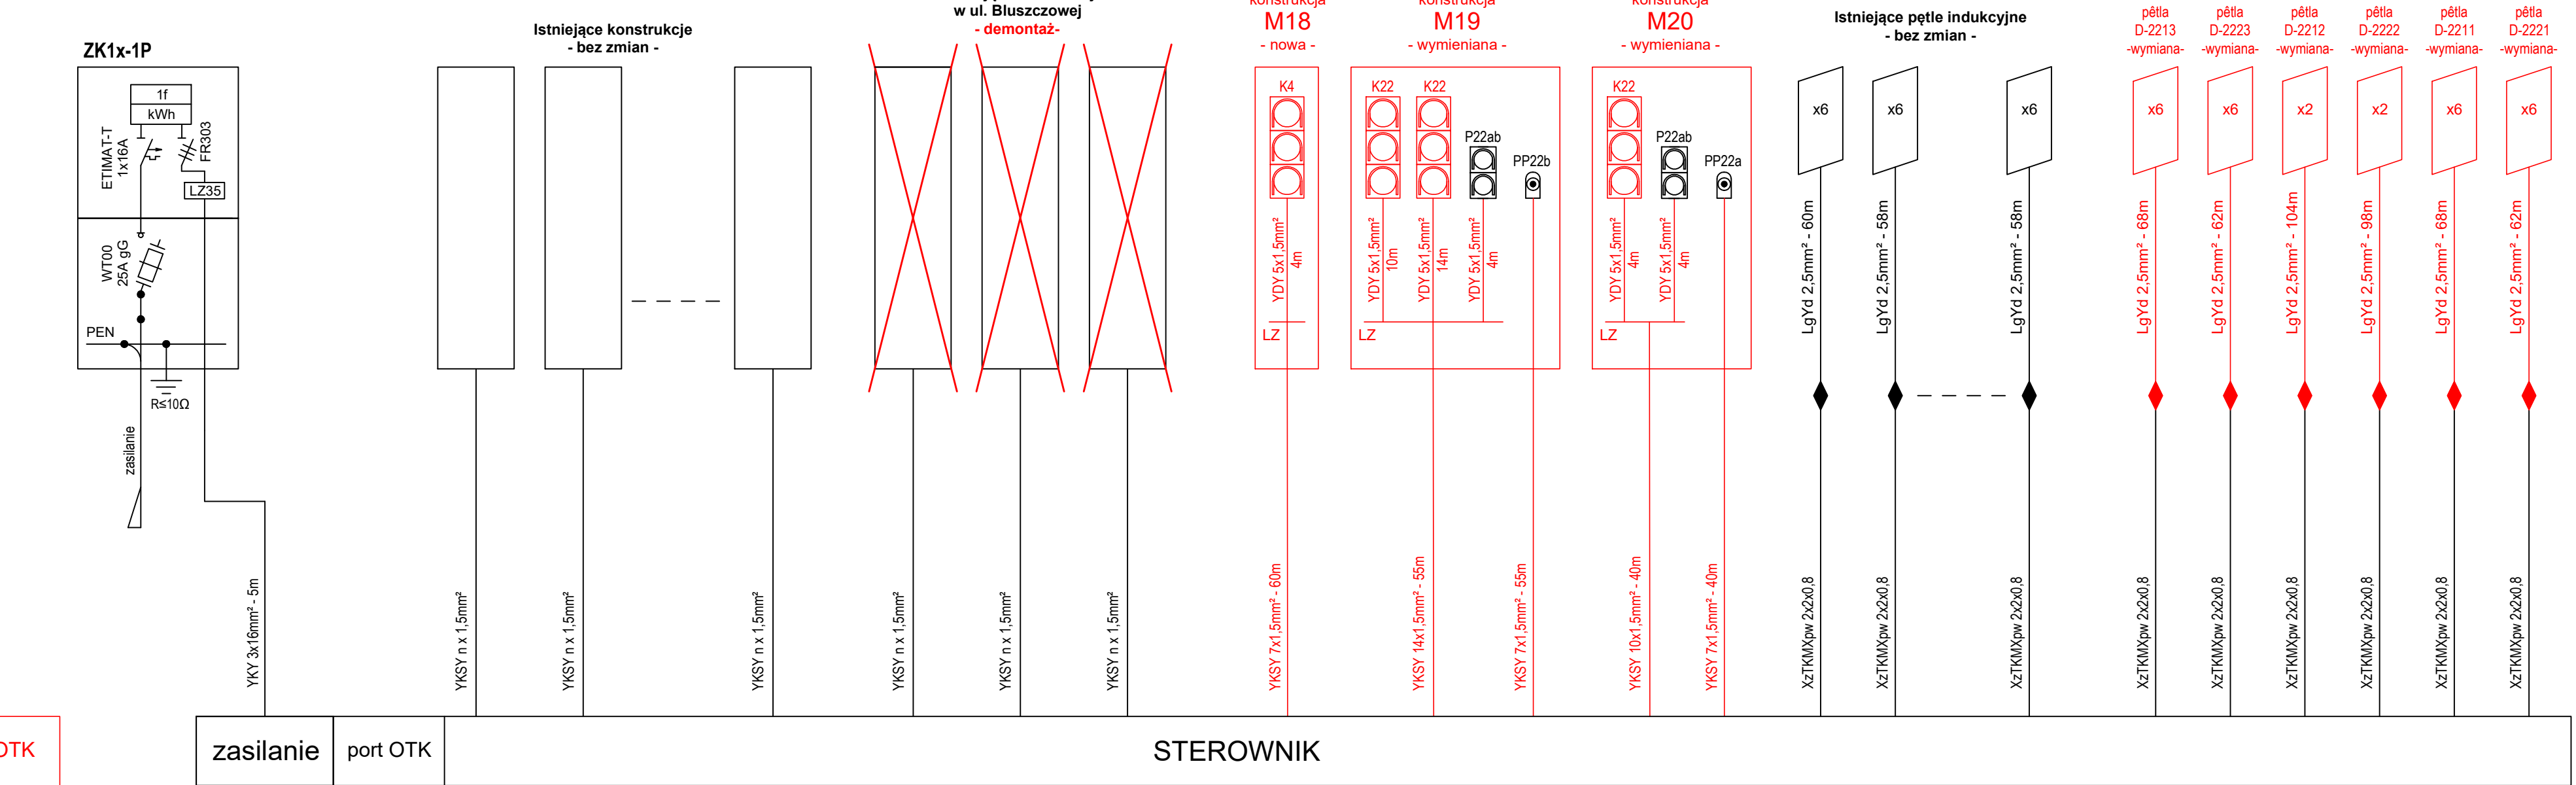 w ul. Bluszczowej
- demontaż-
Istniejące konstrukcje
- bez zmian -
ZK1x-1P
1f
kWh
ETIMAT-T
1x16A
FR303
LZ35
WT00
25A gG
PEN
R≤10Ω
zasilanie
YKY 3x16mm² - 5m
YKSY n x 1,5mm²
YKSY n x 1,5mm²
YKSY n x 1,5mm²
YKSY n x 1,5mm²
YKSY n x 1,5mm²
YKSY n x 1,5mm²
konstrukcja
M18
- nowa -
K4
YDY 5x1,5mm²
4m
LZ
YKSY 7x1,5mm² - 60m
konstrukcja
M19
- wymieniana -
K22
K22
P22ab
PP22b
YDY 5x1,5mm²
10m
YDY 5x1,5mm²
14m
YDY 5x1,5mm²
4m
LZ
YKSY 14x1,5mm² - 55m
YKSY 7x1,5mm² - 55m
konstrukcja
M20
- wymieniana -
K22
P22ab
PP22a
YDY 5x1,5mm²
4m
YDY 5x1,5mm²
4m
LZ
YKSY 10x1,5mm² - 40m
YKSY 7x1,5mm² - 40m
Istniejące pętle indukcyjne
- bez zmian -
x6
x6
x6
LgYd 2,5mm² - 60m
LgYd 2,5mm² - 58m
LgYd 2,5mm² - 58m
XzTKMXpw 2x2x0,8
XzTKMXpw 2x2x0,8
XzTKMXpw 2x2x0,8
pêtla
D-2213
-wymiana-
x6
LgYd 2,5mm² - 68m
XzTKMXpw 2x2x0,8
pêtla
D-2223
-wymiana-
x6
LgYd 2,5mm² - 62m
XzTKMXpw 2x2x0,8
pêtla
D-2212
-wymiana-
x2
LgYd 2,5mm² - 104m
XzTKMXpw 2x2x0,8
pêtla
D-2222
-wymiana-
x2
LgYd 2,5mm² - 98m
XzTKMXpw 2x2x0,8
pêtla
D-2211
-wymiana-
x6
LgYd 2,5mm² - 68m
XzTKMXpw 2x2x0,8
pêtla
D-2221
-wymiana-
x6
LgYd 2,5mm² - 62m
XzTKMXpw 2x2x0,8
OTK
zasilanie
port OTK
STEROWNIK